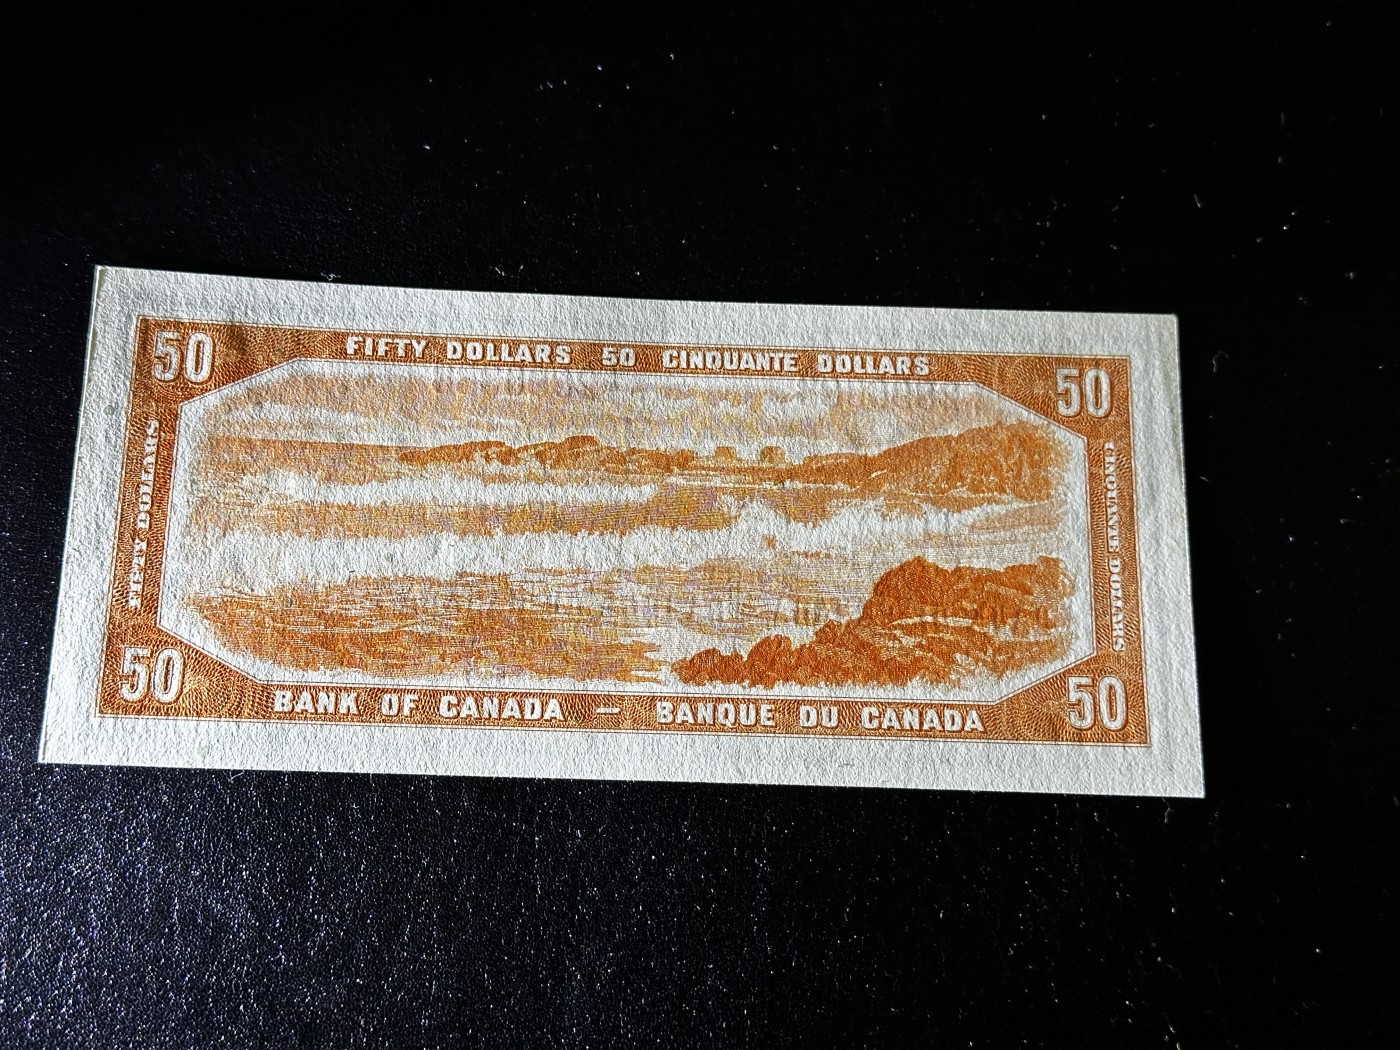 50 FIFTY DOLLARS 50 CINQUANTE DOLLARS 50
FIFTY DOLLARS
CINQUANTE DOLLARS
50 BANK OF CANADA — BANQUE DU CANADA 50